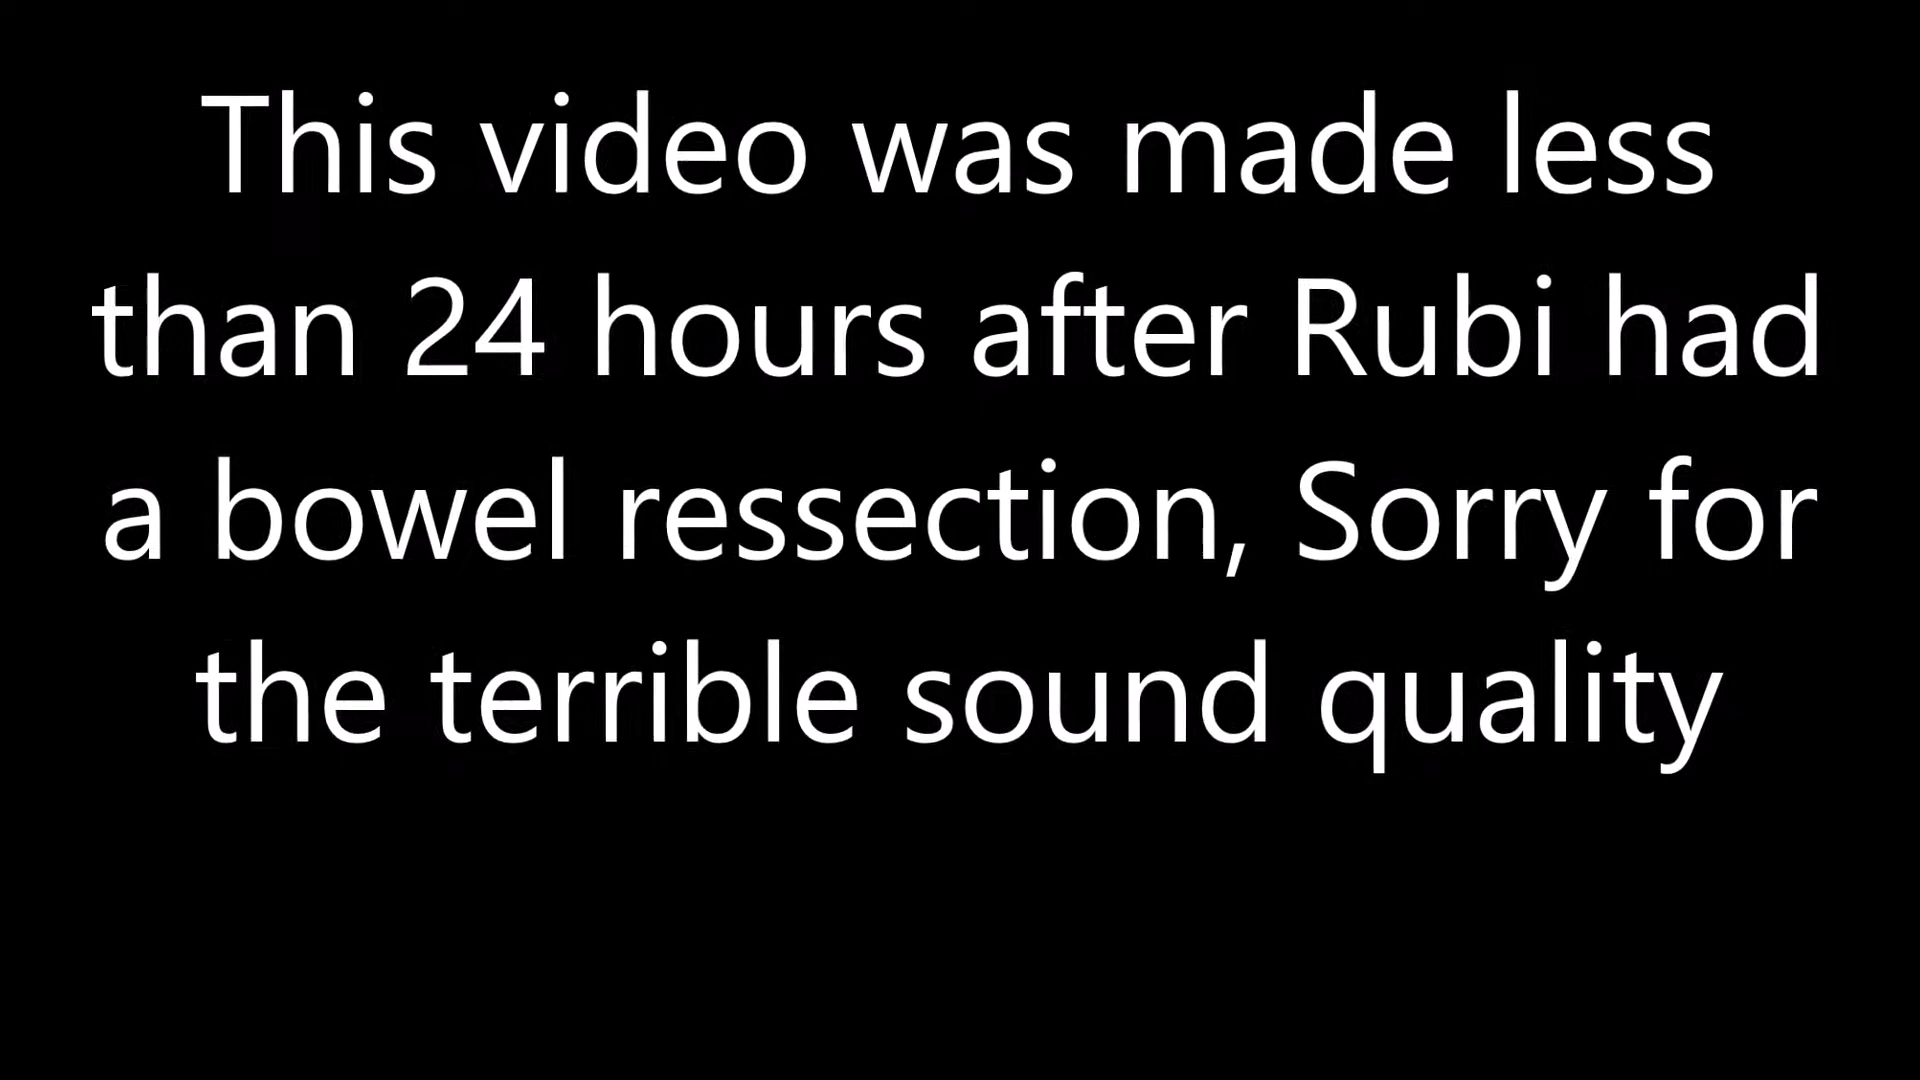 This video was made less
than 24 hours after Rubi had
a bowel ressection, Sorry for
the terrible sound quality